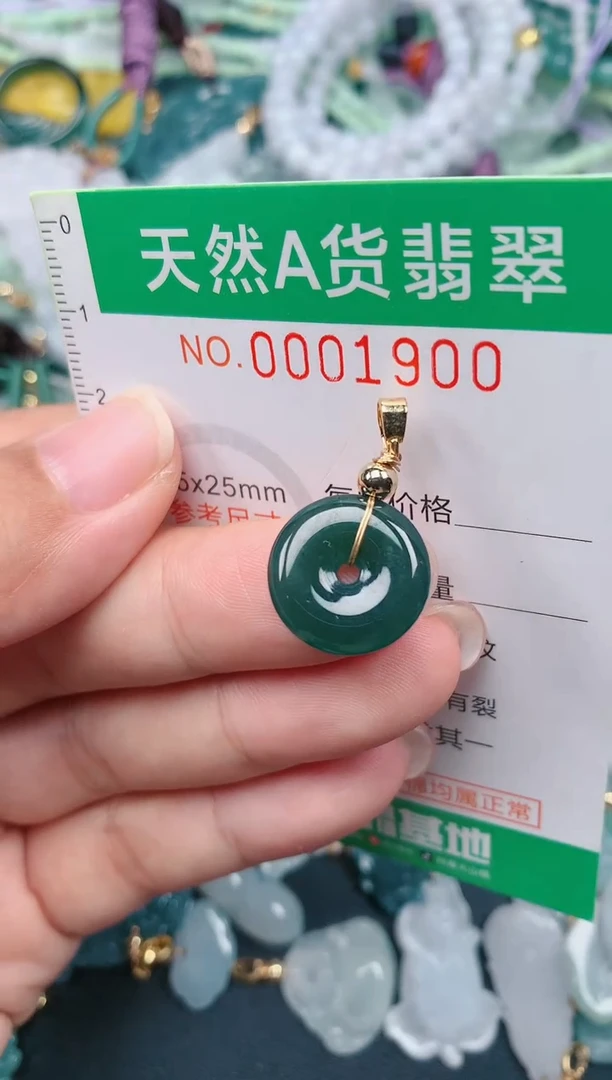 0
天然A货翡翠
1
NO.0001900
2
5x25mm
价格
参考尺寸
量
有裂
其一
均属正常
基地